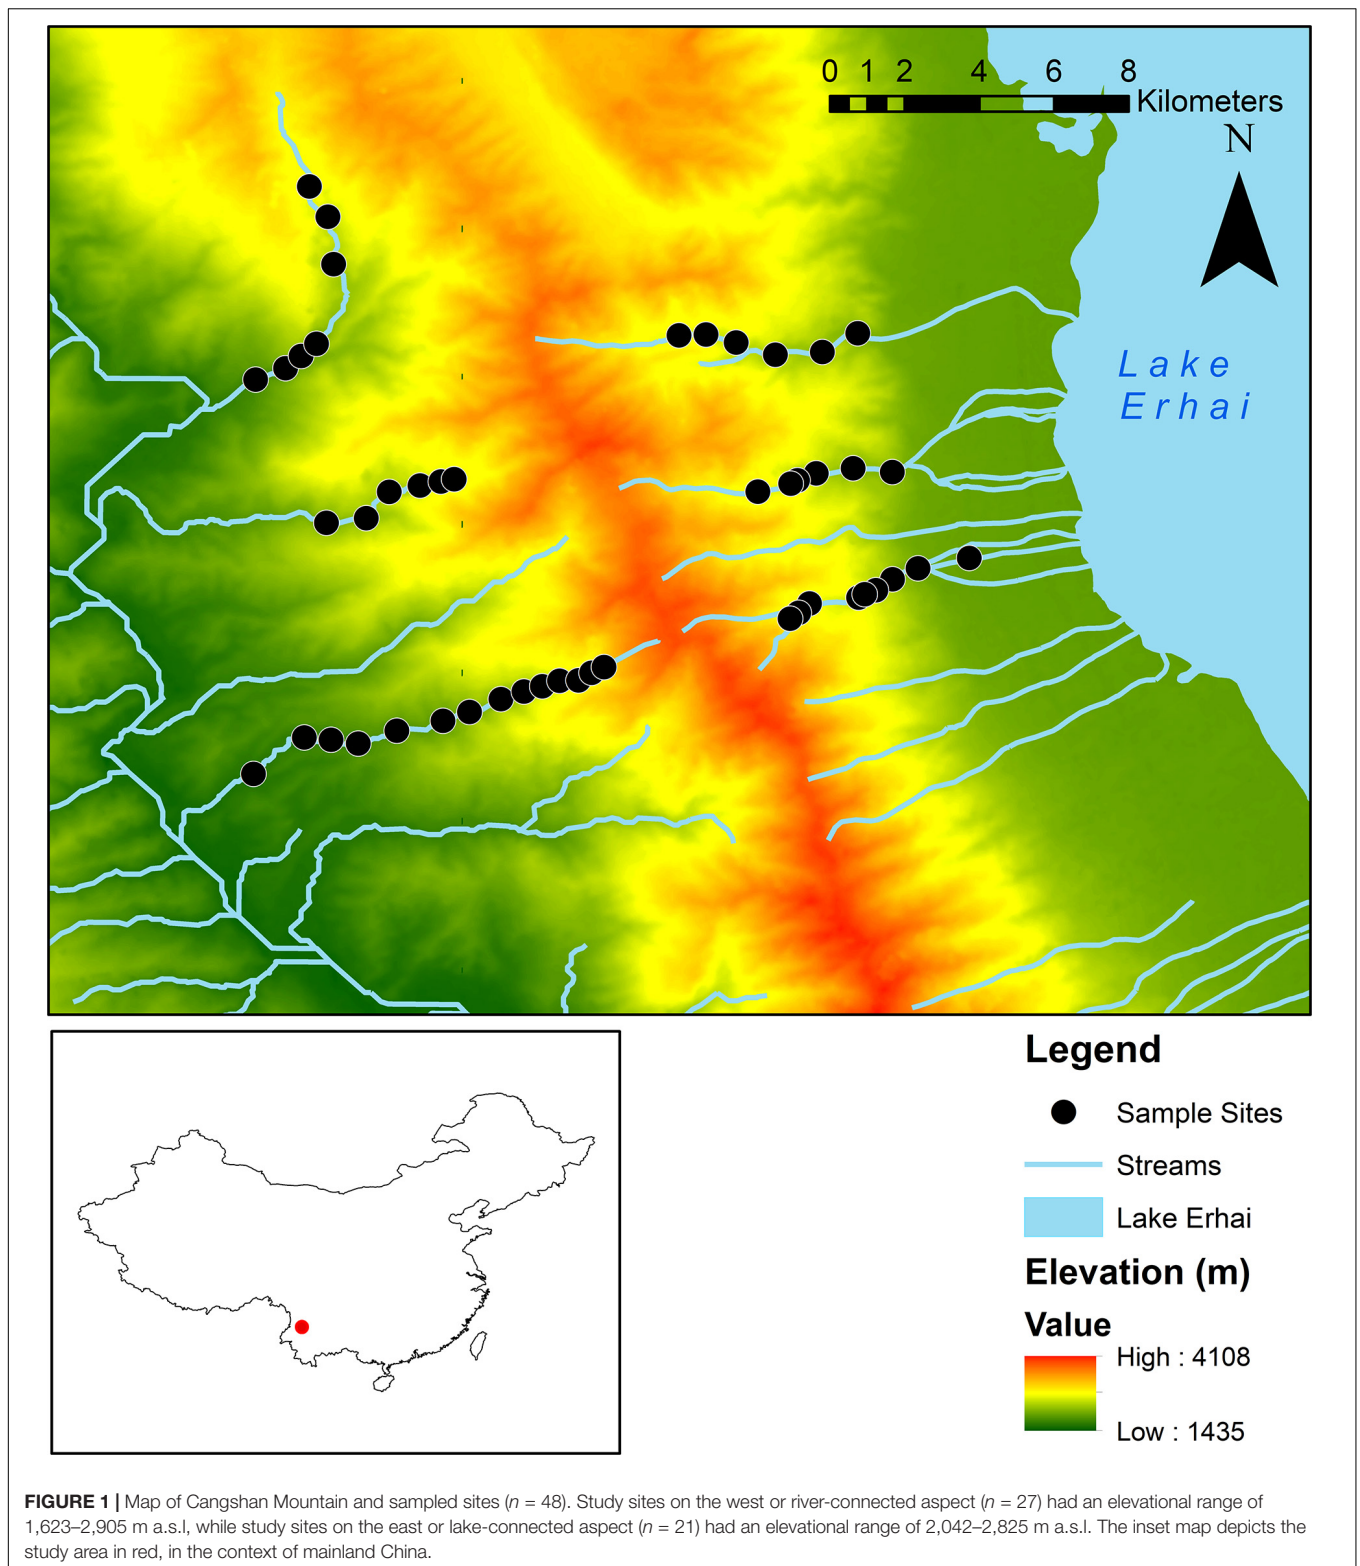 0 1 2 4 6 8
Kilometers
N
Lake
Erhai
Legend
Sample Sites
Streams
Lake Erhai
Elevation (m)
Value
High : 4108
Low : 1435
FIGURE 1 | Map of Cangshan Mountain and sampled sites (n = 48). Study sites on the west or river-connected aspect (n = 27) had an elevational range of
1,623–2,905 m a.s.l, while study sites on the east or lake-connected aspect (n = 21) had an elevational range of 2,042–2,825 m a.s.l. The inset map depicts the
study area in red, in the context of mainland China.